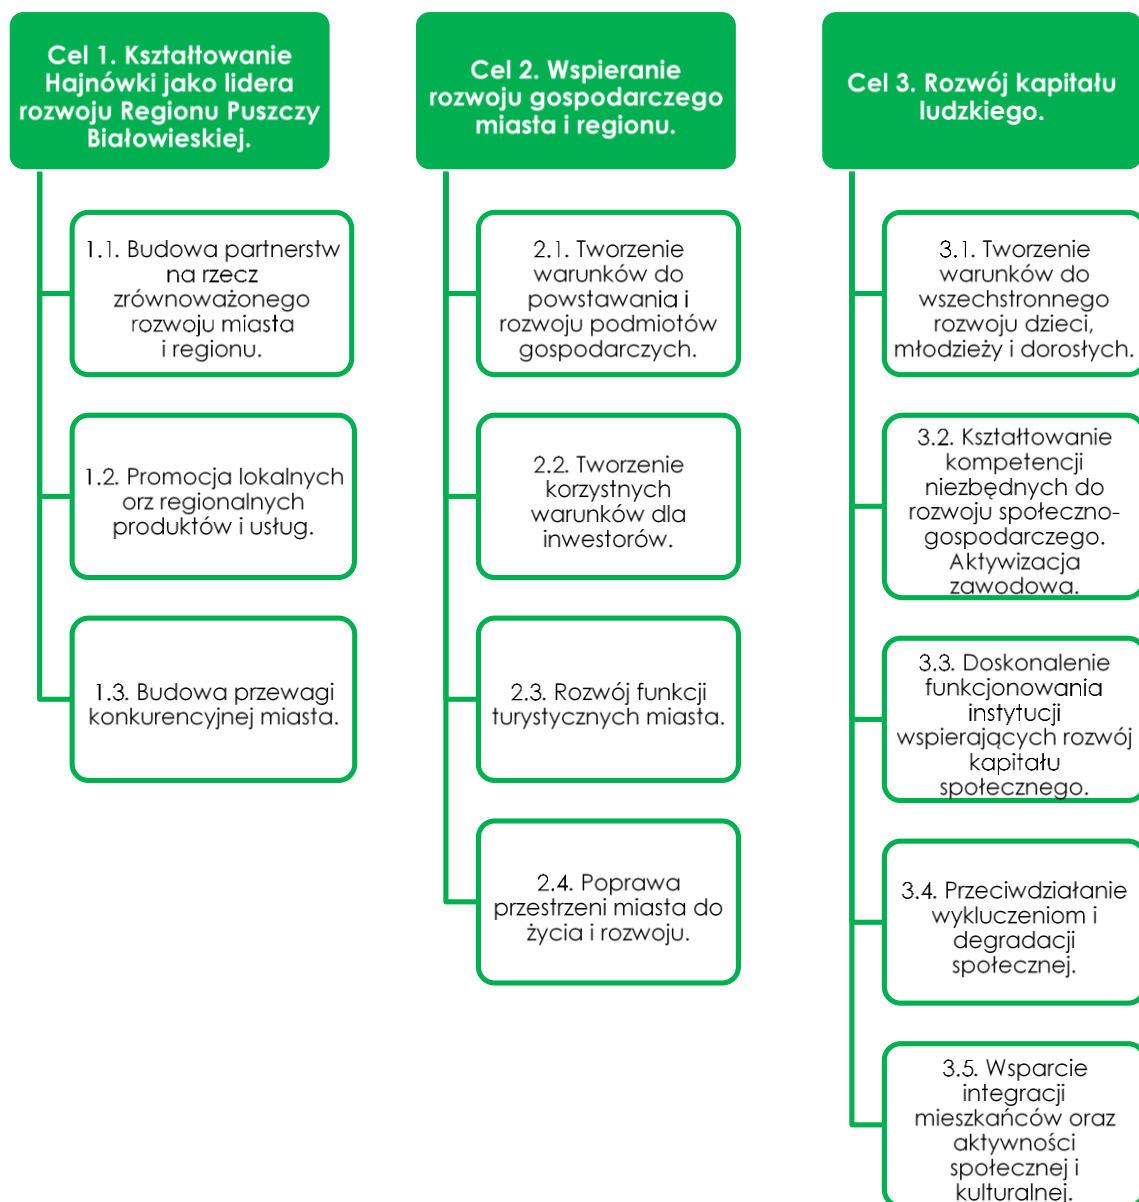 Cel 1. Kształtowanie
Hajnówki jako lidera
rozwoju Regionu Puszczy
Białowieskiej.
1.1. Budowa partnerstw
na rzecz
zrównoważonego
rozwoju miasta
i regionu.
1.2. Promocja lokalnych
orz regionalnych
produktów i usług.
1.3. Budowa przewagi
konkurencyjnej miasta.
Cel 2. Wspieranie
rozwoju gospodarczego
miasta i regionu.
2.1. Tworzenie
warunków do
powstawania i
rozwoju podmiotów
gospodarczych.
2.2. Tworzenie
korzystnych
warunków dla
inwestorów.
2.3. Rozwój funkcji
turystycznych miasta.
2.4. Poprawa
przestrzeni miasta do
życia i rozwoju.
Cel 3. Rozwój kapitału
ludzkiego.
3.1. Tworzenie
warunków do
wszechstronnego
rozwoju dzieci,
młodzieży i dorosłych.
3.2. Kształtowanie
kompetencji
niezbędnych do
rozwoju społeczno-
gospodarczego.
Aktywizacja
zawodowa.
3.3. Doskonalenie
funkcjonowania
instytucji
wspierających rozwój
kapitału
społecznego.
3.4. Przeciwdziałanie
wykluczeniom i
degradacji
społecznej.
3.5. Wsparcie
integracji
mieszkańców oraz
aktywności
społecznej i
kulturalnej.